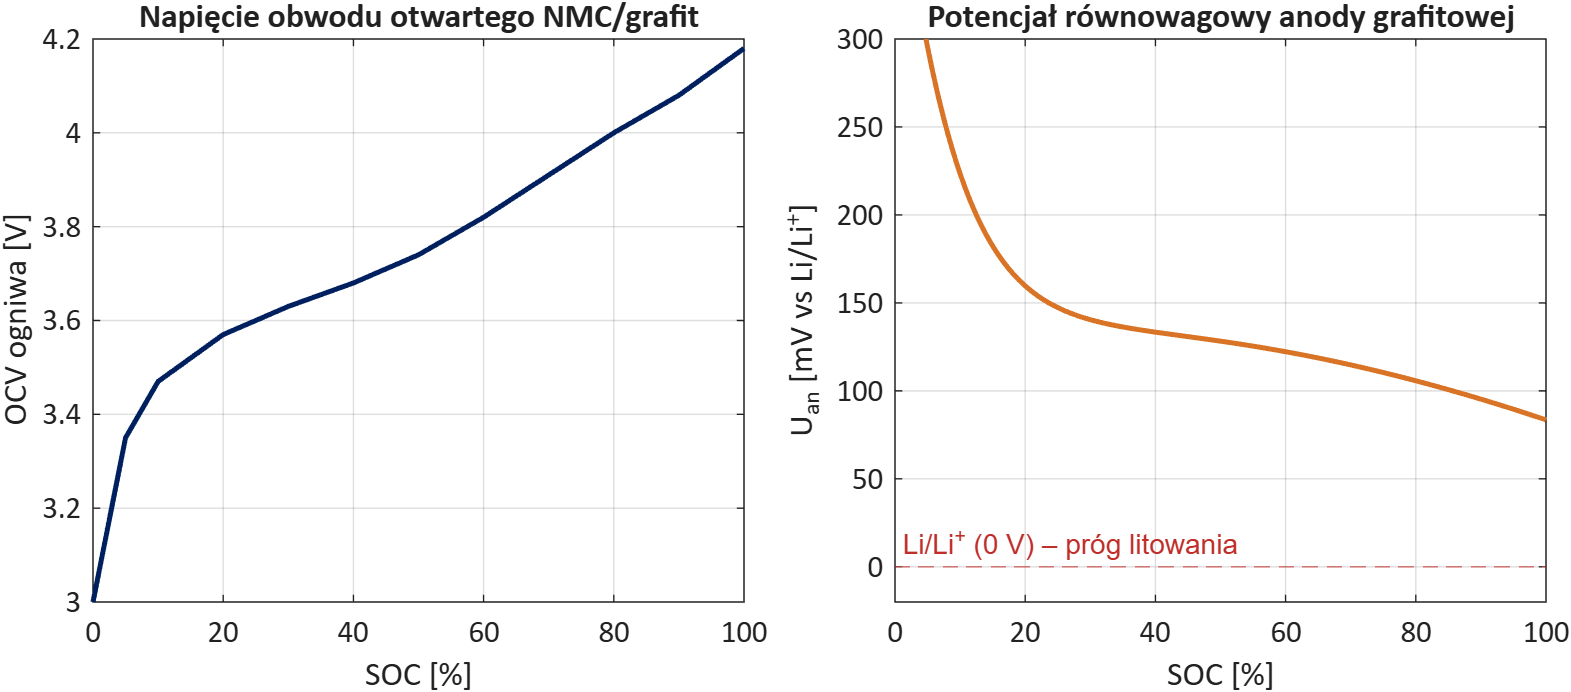 Napięcie obwodu otwartego NMC/grafit
4.2
4
3.8
3.6
3.4
3.2
3
0 20 40 60 80 100
SOC [%]
OCV ogniwa [V]
Potencjał równowagowy anody grafitowej
300
250
200
150
100
50
0
Li/Li⁺ (0 V) – próg litowania
0 20 40 60 80 100
SOC [%]
Uₐₙ [mV vs Li/Li⁺]